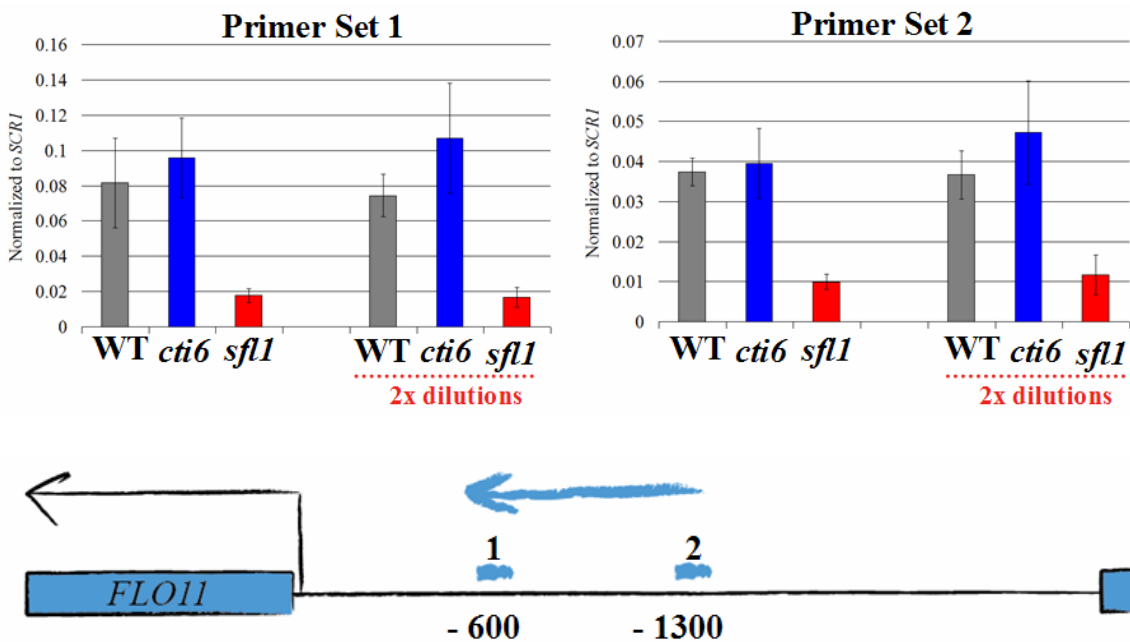 Primer Set 1
Normalized to SCR1
0.16
0.14
0.12
0.1
0.08
0.06
0.04
0.02
0
WT cti6 sfl1 WT cti6 sfl1
2x dilutions
Primer Set 2
Normalized to SCR1
0.07
0.06
0.05
0.04
0.03
0.02
0.01
0
WT cti6 sfl1 WT cti6 sfl1
2x dilutions
1 2
FLO11
- 600 - 1300